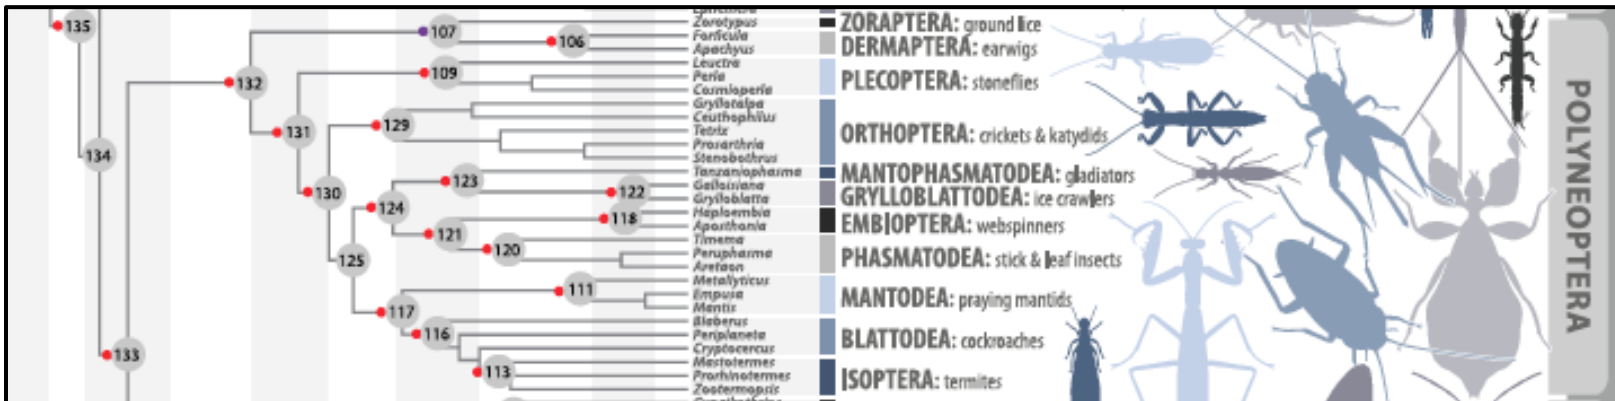 135
134
133
132
131
130
129
125
124
123
122
121
120
118
117
116
113
111
109
107
106
Zorotypus
Forficula
Apachyus
Leuctra
Perla
Cosmioperla
Gryllotalpa
Ceuthophilus
Tetrix
Prosarthria
Stenobothrus
Tanzaniophasma
Galloisiana
Grylloblatta
Haploembia
Aposthonia
Timema
Peruphasma
Aretaon
Metallyticus
Empusa
Mantis
Blaberus
Periplaneta
Cryptocercus
Mastotermes
Prorhinotermes
Zootermopsis
ZORAPTERA: ground lice
DERMAPTERA: earwigs
PLECOPTERA: stoneflies
ORTHOPTERA: crickets & katydids
MANTOPHASMATODEA: gladiators
GRYLLOBLATTODEA: ice crawlers
EMBIOPTERA: webspinners
PHASMATODEA: stick & leaf insects
MANTODEA: praying mantids
BLATTODEA: cockroaches
ISOPTERA: termites
POLYNEOPTERA